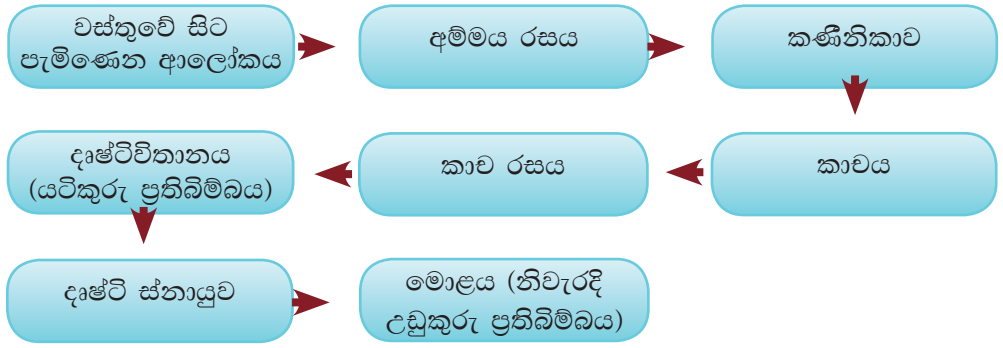 වස්තුවේ සිට
පැමිණෙන ආලෝකය
අම්මය රසය
කණීනිකාව
කාචය
කාච රසය
දෘෂ්ටිවිතානය
(යටිකුරු ප්‍රතිබිම්බය)
දෘෂ්ටි ස්නායුව
මොළය (නිවැරදි
උඩුකුරු ප්‍රතිබිම්බය)